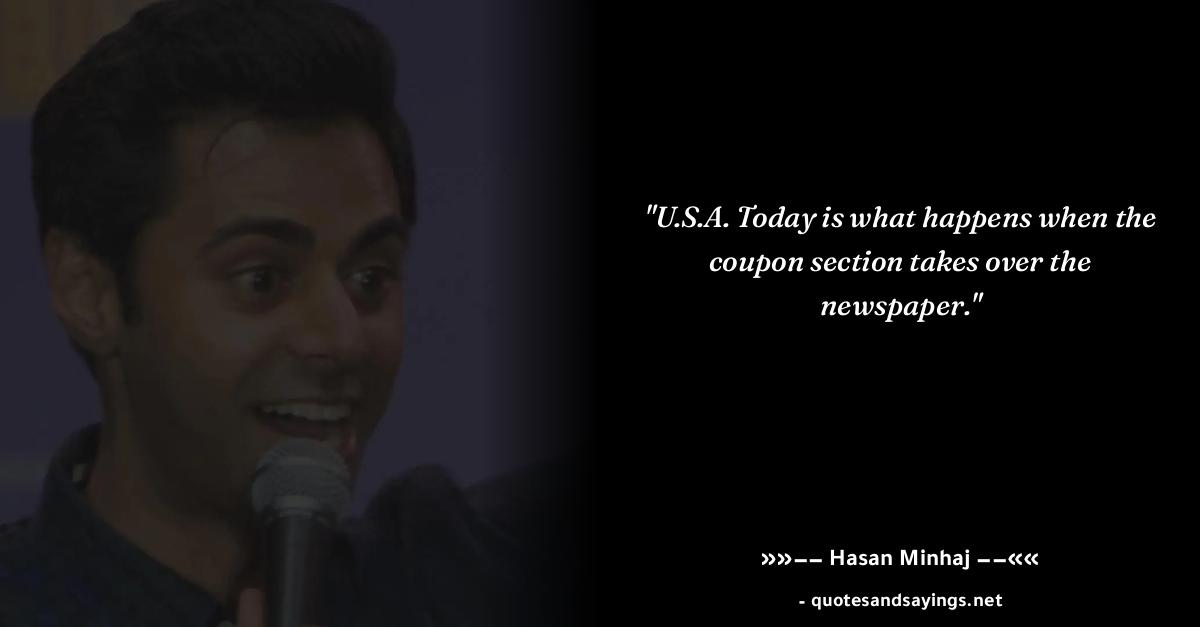 "U.S.A. Today is what happens when the
coupon section takes over the
newspaper."
»»−− Hasan Minhaj −−««
- quotesandsayings.net